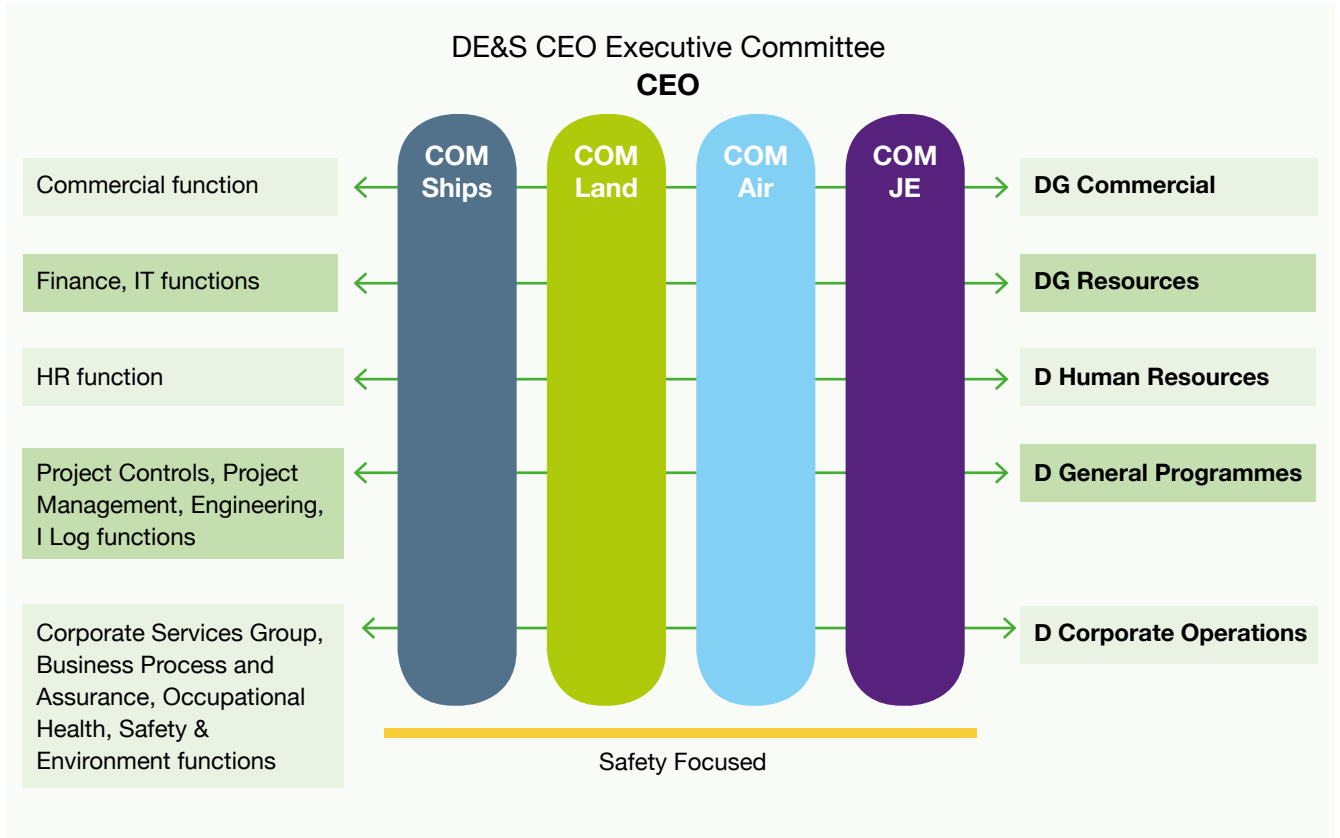 DE&S CEO Executive Committee
CEO
COM
Ships
COM
Land
COM
Air
COM
JE
Commercial function
DG Commercial
Finance, IT functions
DG Resources
HR function
D Human Resources
Project Controls, Project
Management, Engineering,
I Log functions
D General Programmes
Corporate Services Group,
Business Process and
Assurance, Occupational
Health, Safety &
Environment functions
D Corporate Operations
Safety Focused